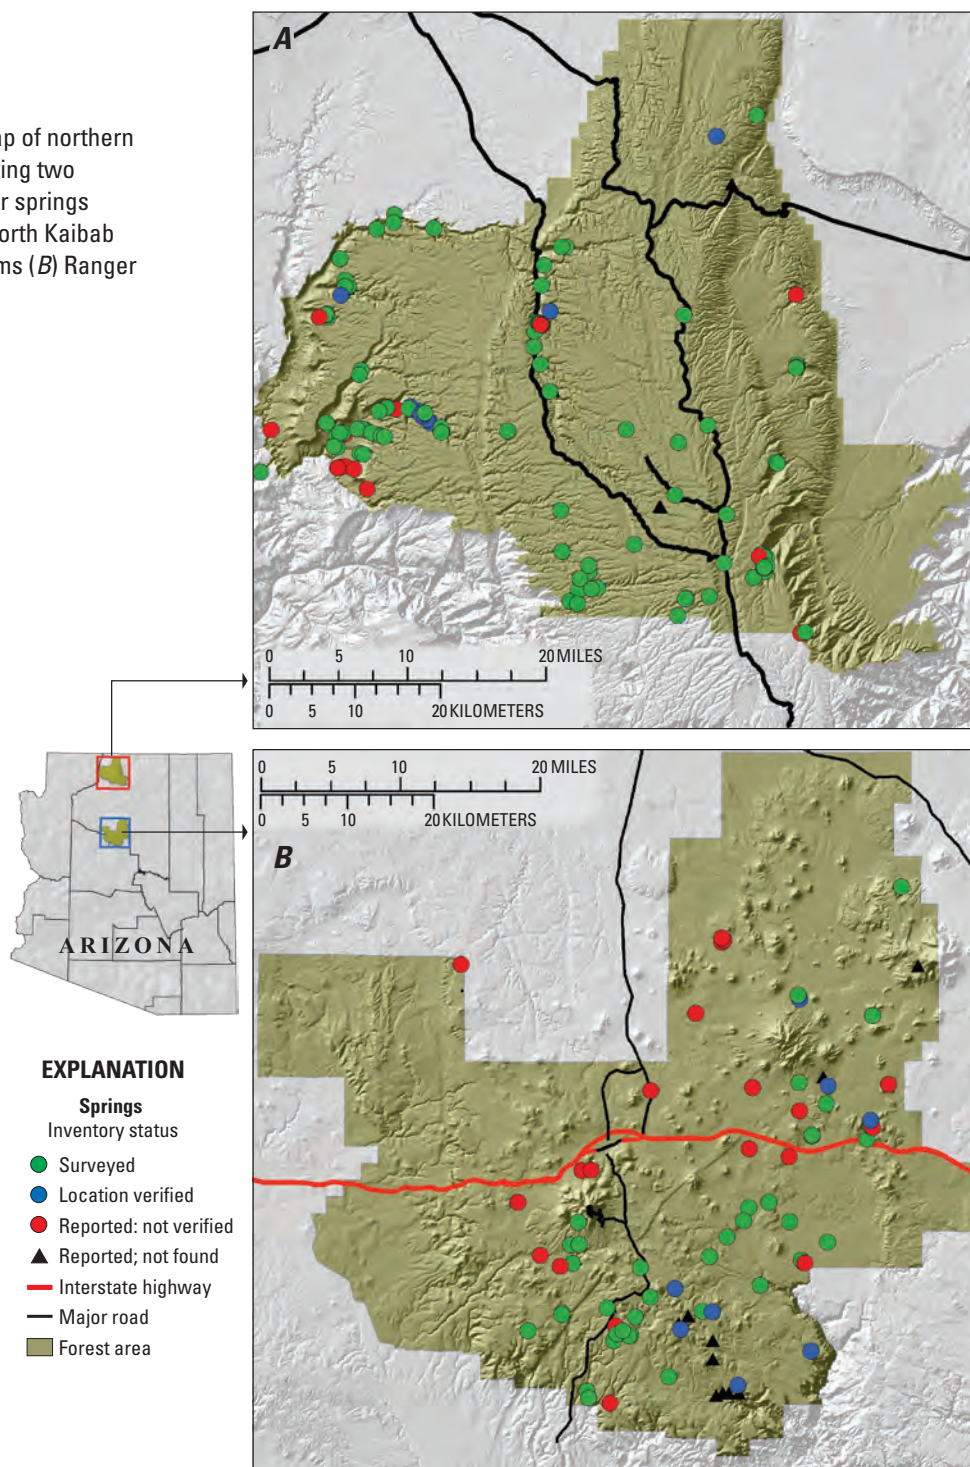 ap of northern
ing two
r springs
orth Kaibab
ms (B) Ranger
A
0 5 10 20 MILES
0 5 10 20 KILOMETERS
0 5 10 20 MILES
0 5 10 20 KILOMETERS
B
ARIZONA
EXPLANATION
Springs
Inventory status
Surveyed
Location verified
Reported: not verified
Reported; not found
Interstate highway
Major road
Forest area